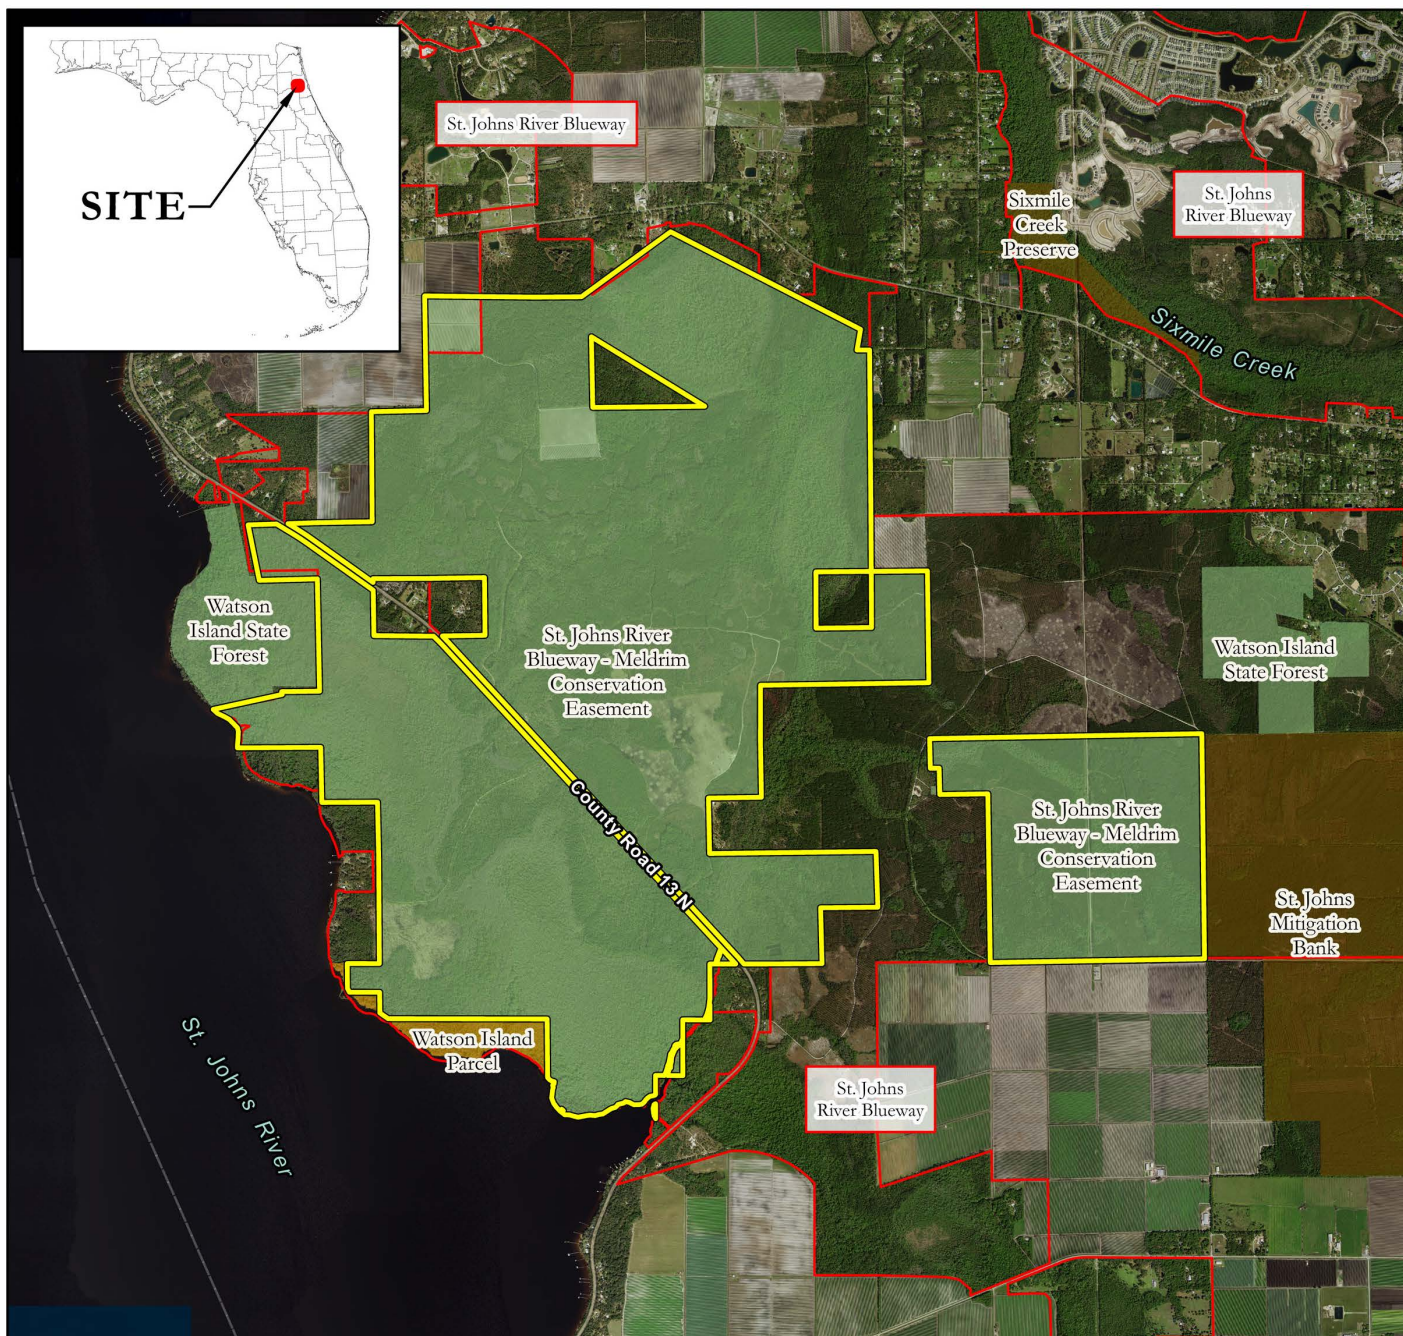 SITE
St. Johns River Blueway
Sixmile
Creek
Preserve
St. Johns
River Blueway
Sixmile Creek
Watson
Island State
Forest
St. Johns River
Blueway - Meldrim
Conservation
Easement
Watson Island
State Forest
County Road 13 N
St. Johns River
Blueway - Meldrim
Conservation
Easement
St. Johns
Mitigation
Bank
Watson Island
Parcel
St. Johns
River Blueway
St. Johns River